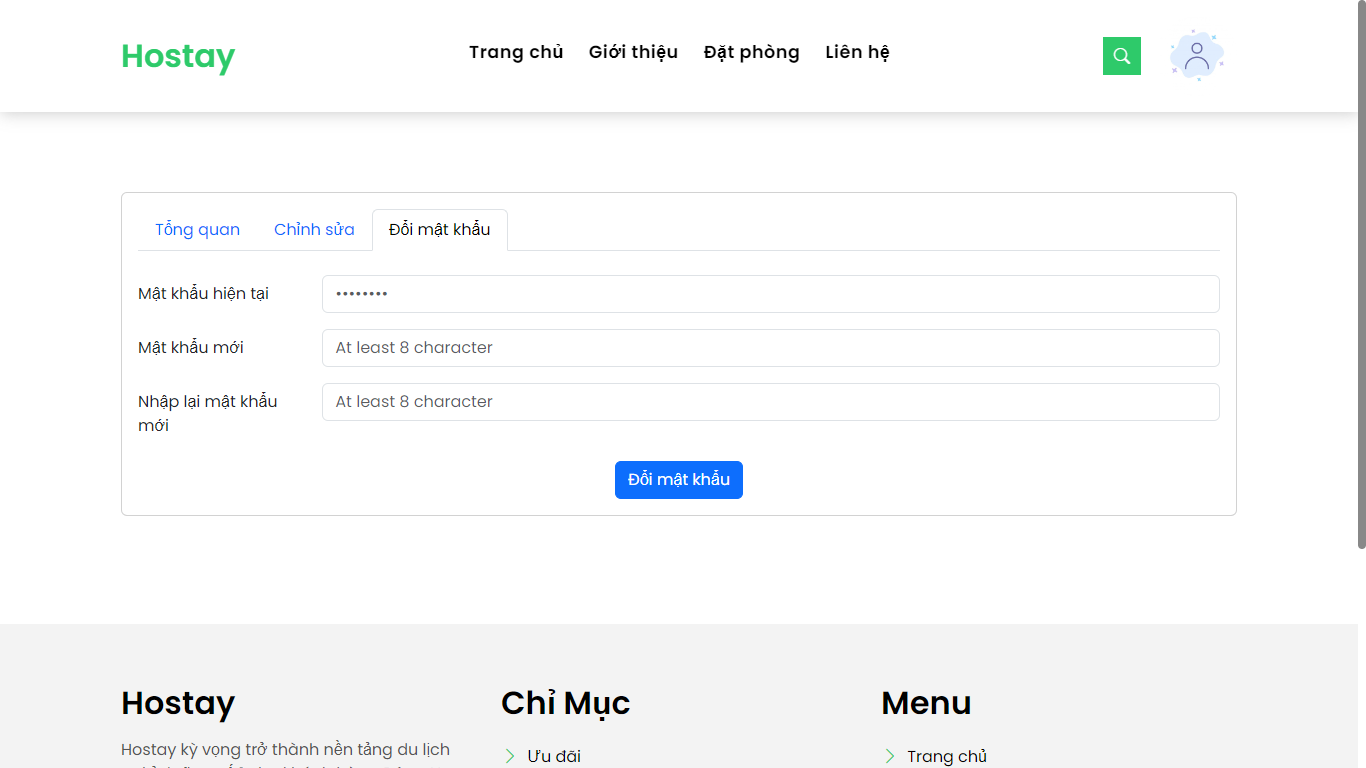 Hostay
Trang chủ Giới thiệu Đặt phòng Liên hệ
Tổng quan Chỉnh sửa Đổi mật khẩu
Mật khẩu hiện tại ••••••••
Mật khẩu mới At least 8 character
Nhập lại mật khẩu mới At least 8 character
Đổi mật khẩu
Hostay Chỉ Mục Menu
Hostay kỳ vọng trở thành nền tảng du lịch
Ưu đãi
Trang chủ